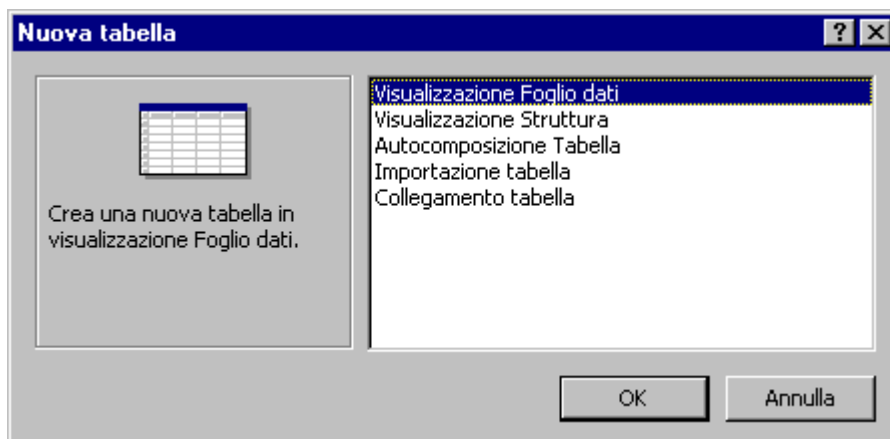 Nuova tabella
Crea una nuova tabella in
visualizzazione Foglio dati.
Visualizzazione Foglio dati
Visualizzazione Struttura
Autocomposizione Tabella
Importazione tabella
Collegamento tabella
OK
Annulla